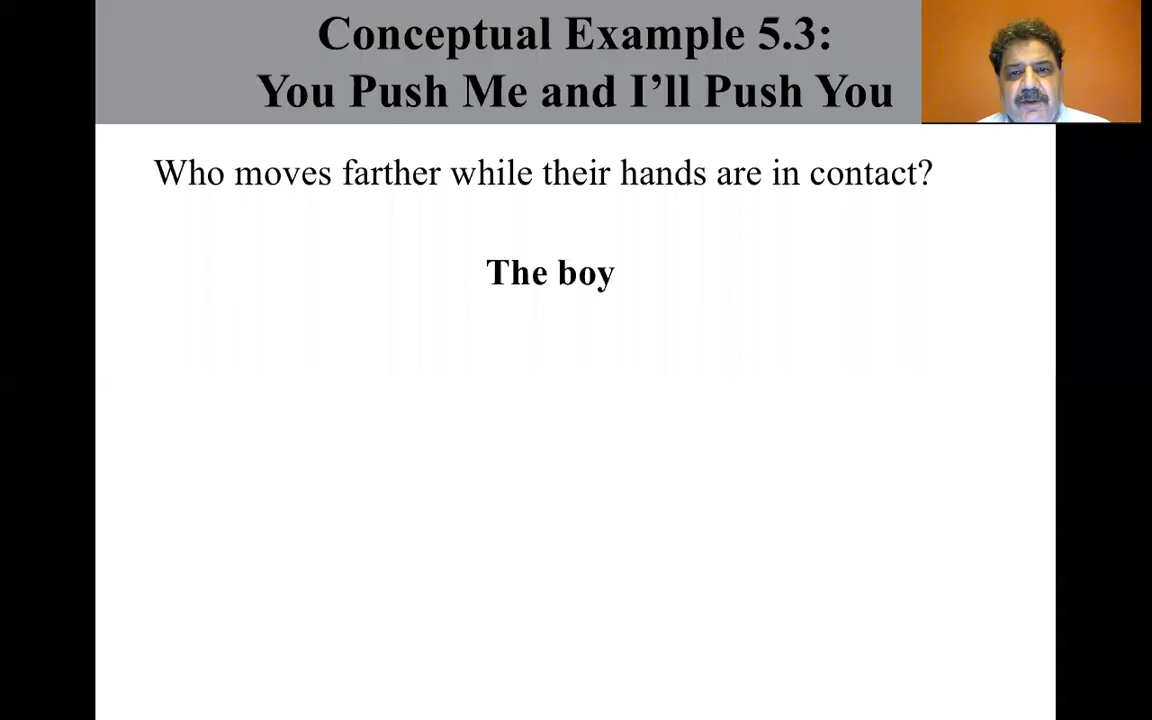 Conceptual Example 5.3:
You Push Me and I’ll Push You
Who moves farther while their hands are in contact?
The boy